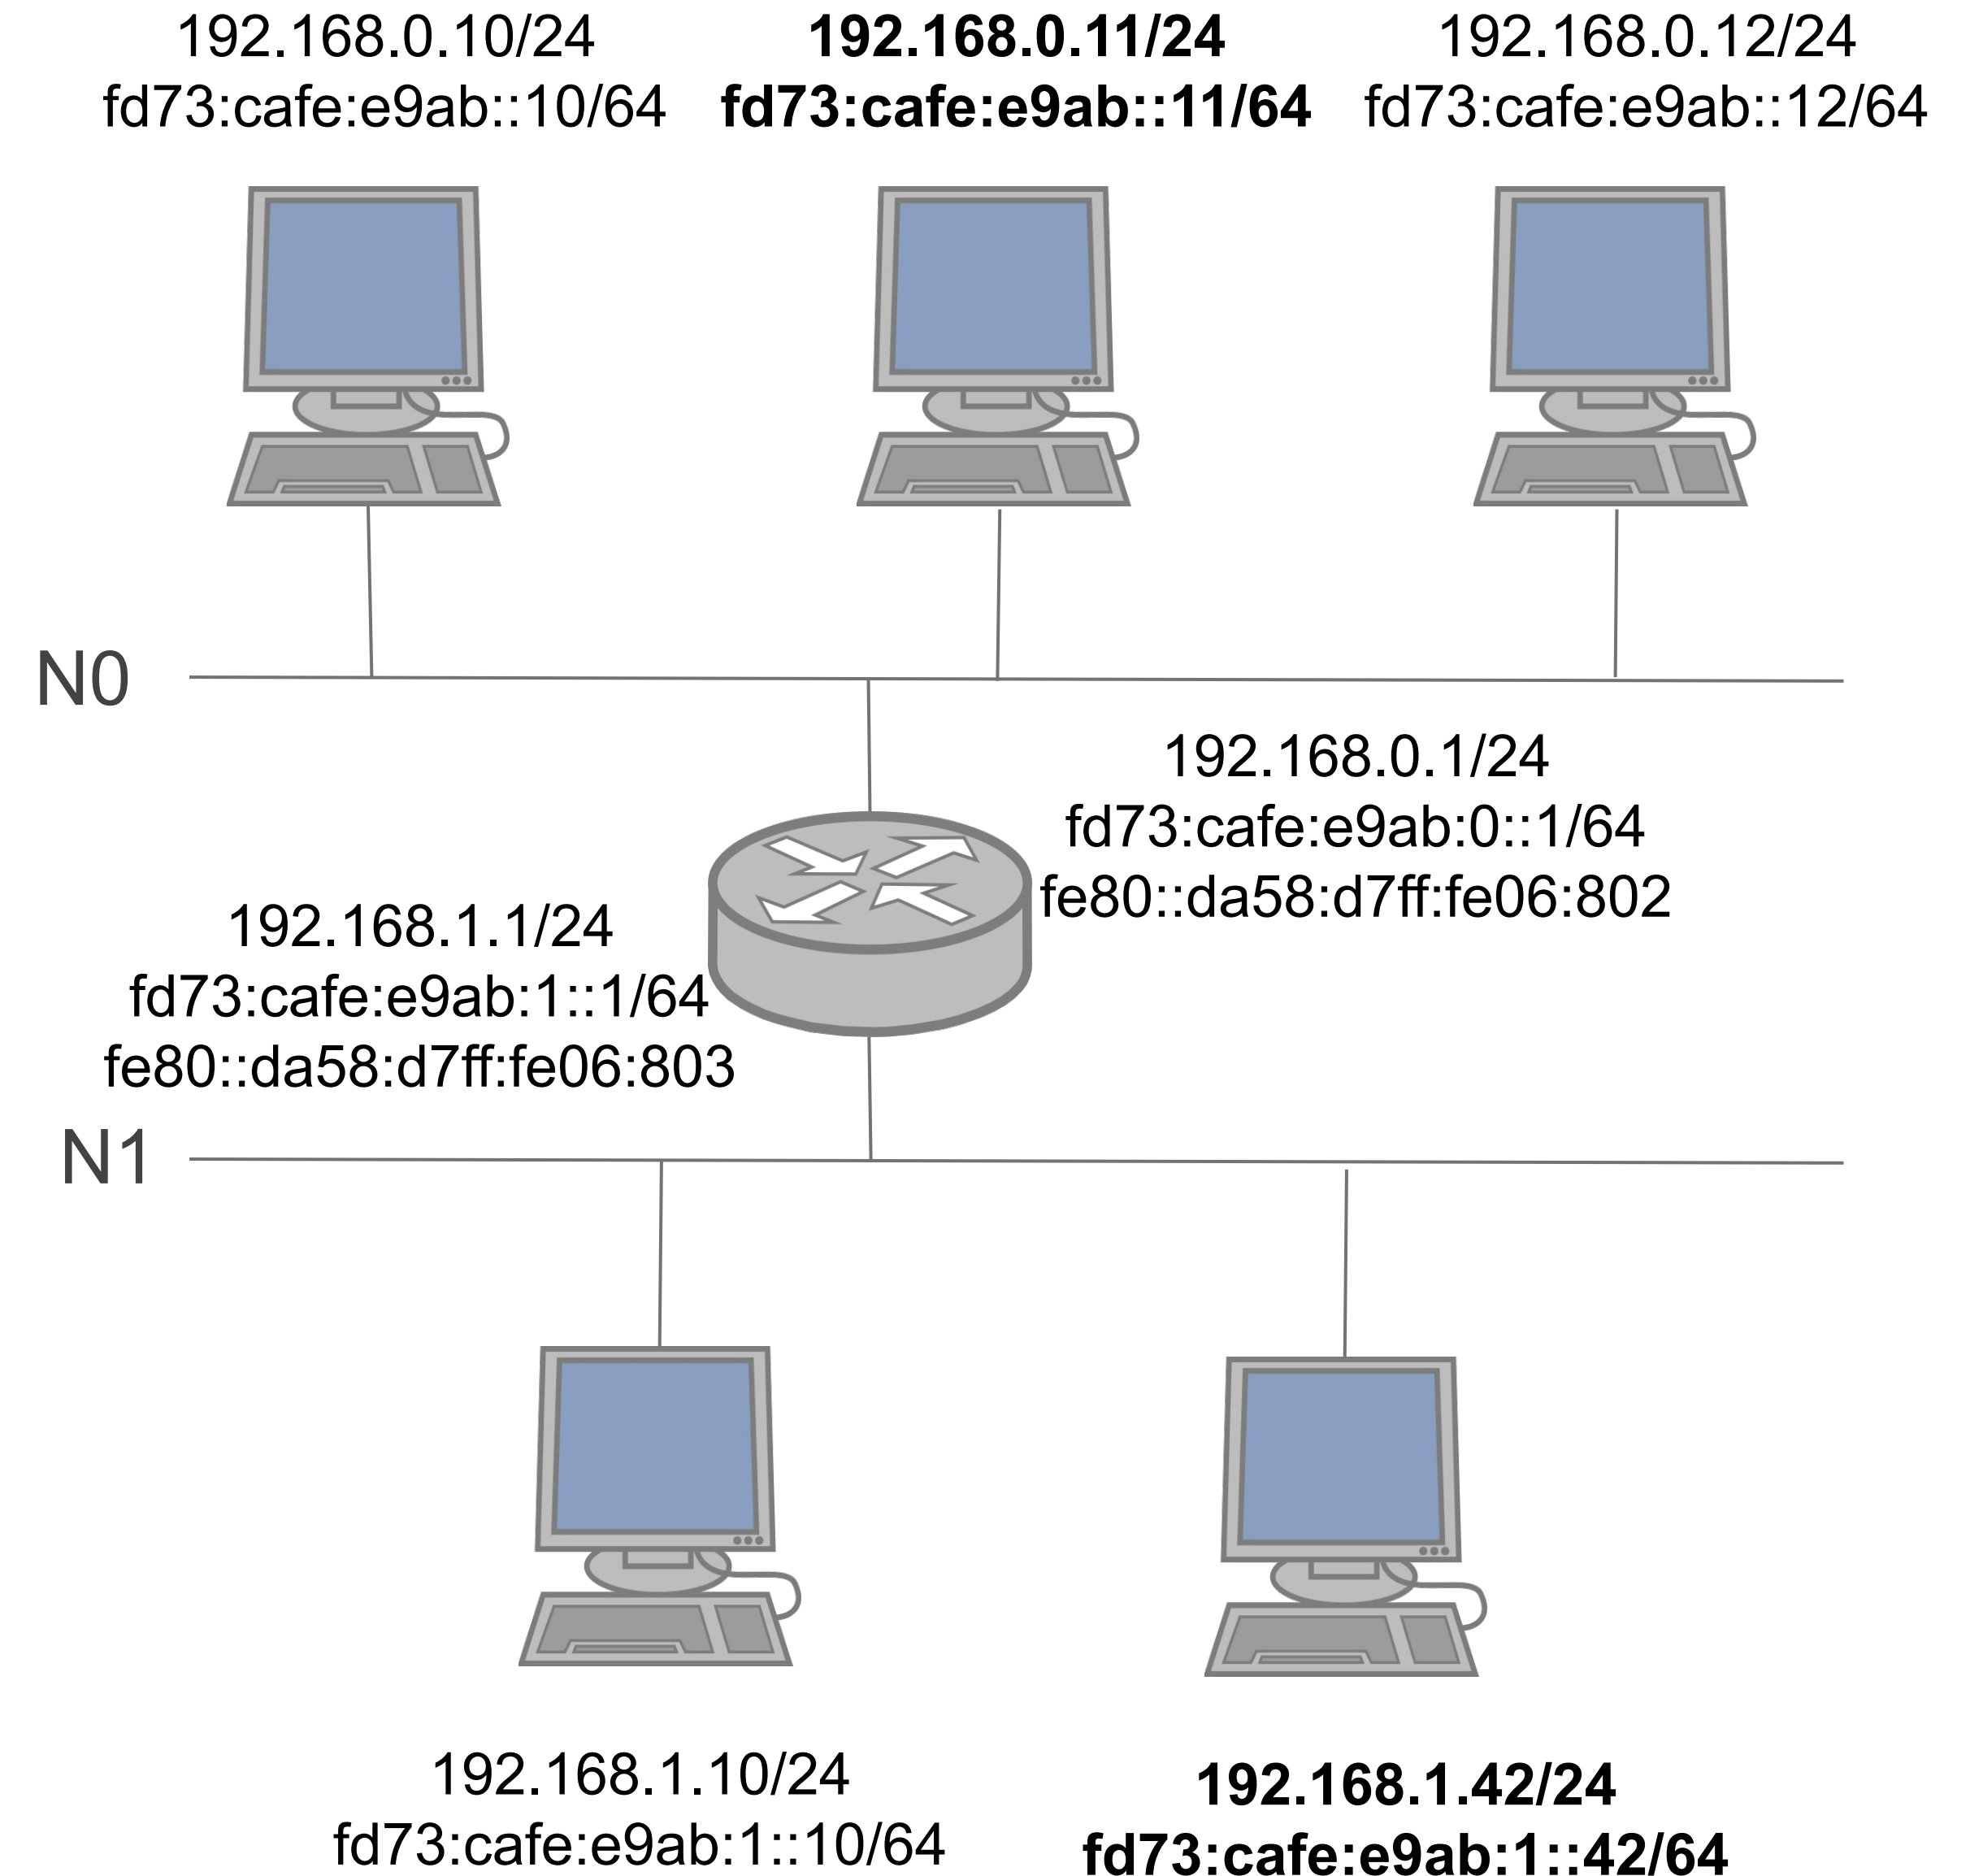 192.168.0.10/24
fd73:cafe:e9ab::10/64
192.168.0.11/24
fd73:cafe:e9ab::11/64
192.168.0.12/24
fd73:cafe:e9ab::12/64
N0
192.168.0.1/24
fd73:cafe:e9ab:0::1/64
fe80::da58:d7ff:fe06:802
192.168.1.1/24
fd73:cafe:e9ab:1::1/64
fe80::da58:d7ff:fe06:803
N1
192.168.1.10/24
fd73:cafe:e9ab:1::10/64
192.168.1.42/24
fd73:cafe:e9ab:1::42/64